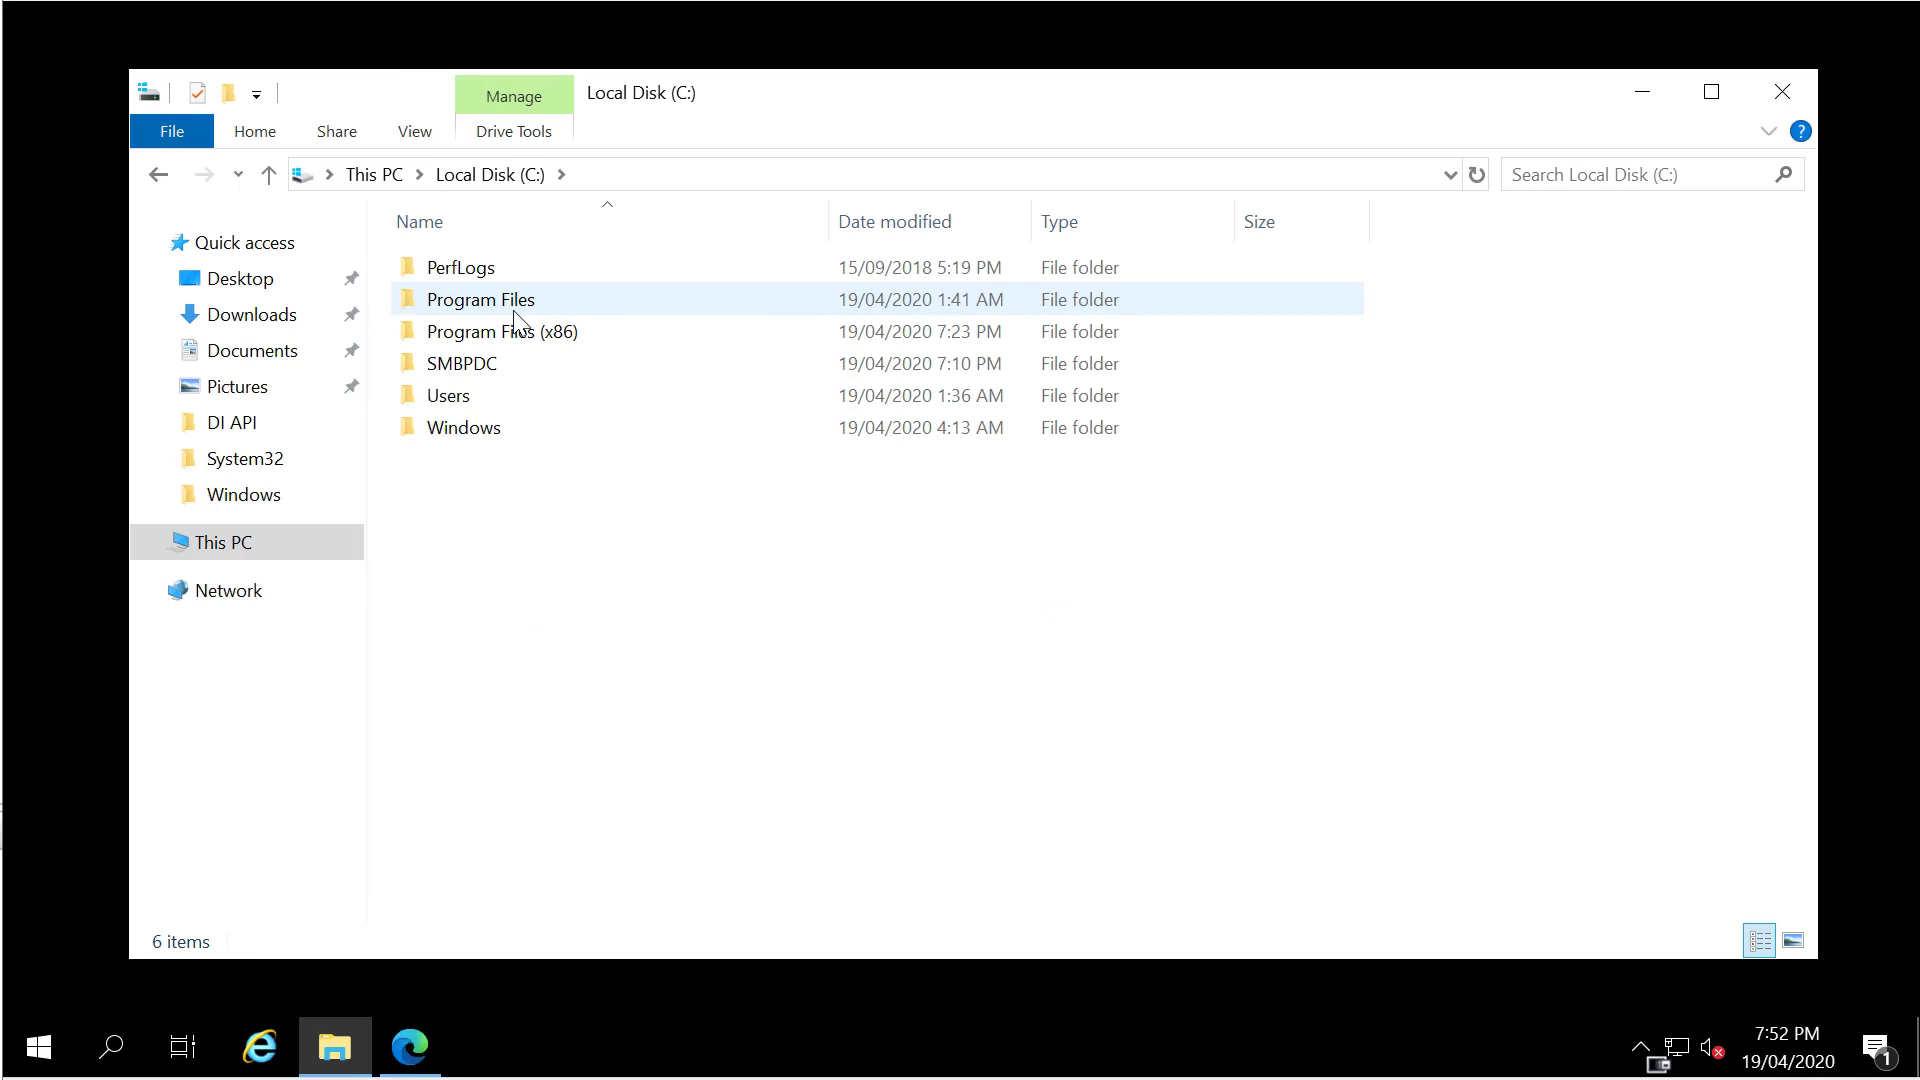 Manage
Local Disk (C:)
File
Home
Share
View
Drive Tools
?
This PC
Local Disk (C:)
Search Local Disk (C:)
Name
Date modified
Type
Size
Quick access
Desktop
Downloads
Documents
Pictures
DI API
System32
Windows
This PC
Network
PerfLogs 15/09/2018 5:19 PM File folder
Program Files 19/04/2020 1:41 AM File folder
Program Files (x86) 19/04/2020 7:23 PM File folder
SMBPDC 19/04/2020 7:10 PM File folder
Users 19/04/2020 1:36 AM File folder
Windows 19/04/2020 4:13 AM File folder
6 items
7:52 PM
19/04/2020
1